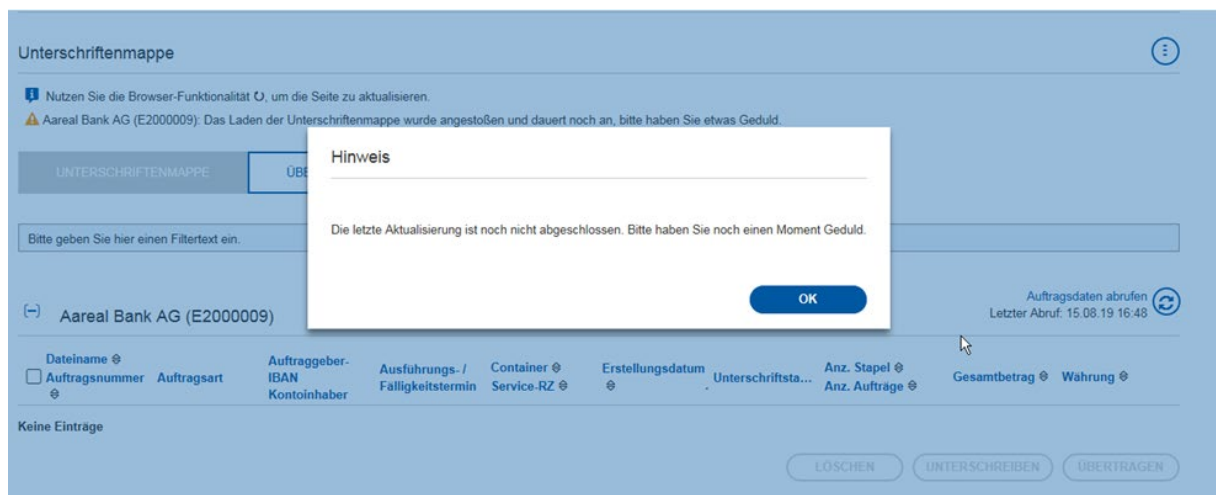 Unterschriftenmappe
Nutzen Sie die Browser-Funktionalität ↻, um die Seite zu aktualisieren.
Aareal Bank AG (E2000009): Das Laden der Unterschriftenmappe wurde angestoßen und dauert noch an, bitte haben Sie etwas Geduld.
Hinweis
UNTERSCHRIFTENMAPPE
Die letzte Aktualisierung ist noch nicht abgeschlossen. Bitte haben Sie noch einen Moment Geduld.
Bitte geben Sie hier einen Filtertext ein.
OK
Auftragsdaten abrufen
Aareal Bank AG (E2000009)
Letzter Abruf: 15.08.19 16:48
Dateiname
Auftragsnummer Auftragsart
Auftraggeber-
IBAN
Kontoinhaber
Ausführungs- /
Fälligkeitstermin
Container
Service-RZ
Erstellungsdatum
Unterschriftsta...
Anz. Stapel
Anz. Aufträge
Gesamtbetrag
Währung
Keine Einträge
LÖSCHEN UNTERSCHREIBEN ÜBERTRAGEN